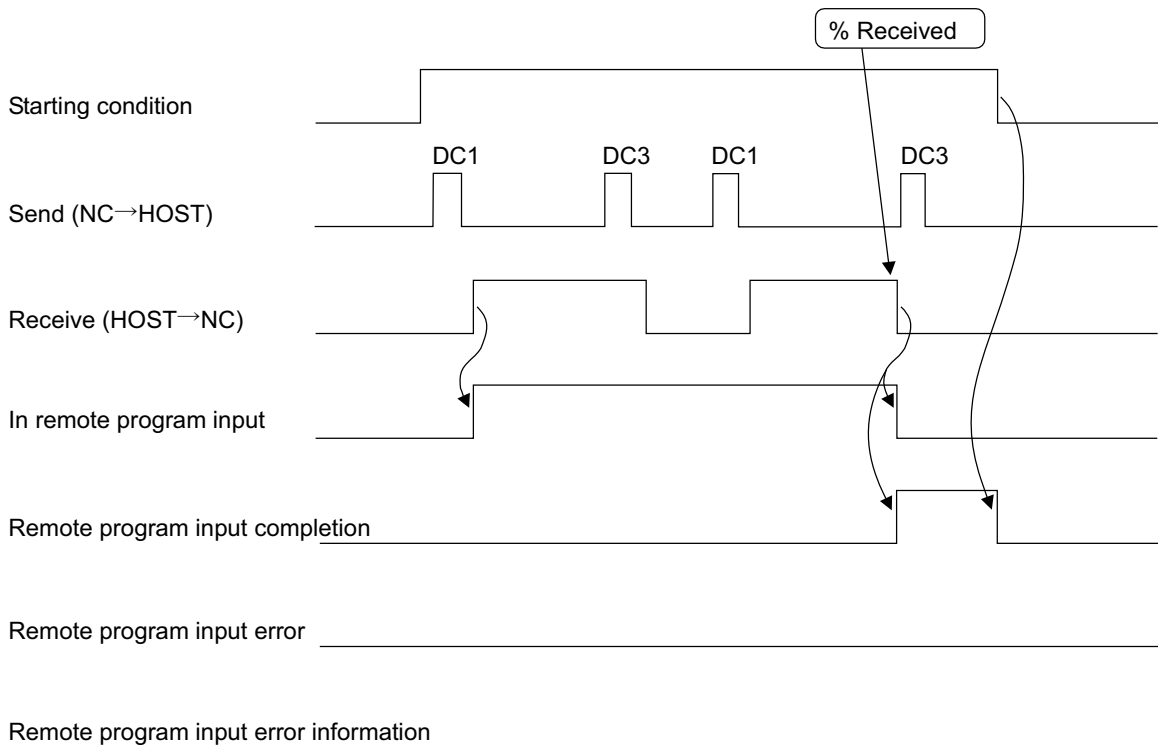 % Received
Starting condition
DC1 DC3 DC1 DC3
Send (NC→HOST)
Receive (HOST→NC)
In remote program input
Remote program input completion
Remote program input error
Remote program input error information